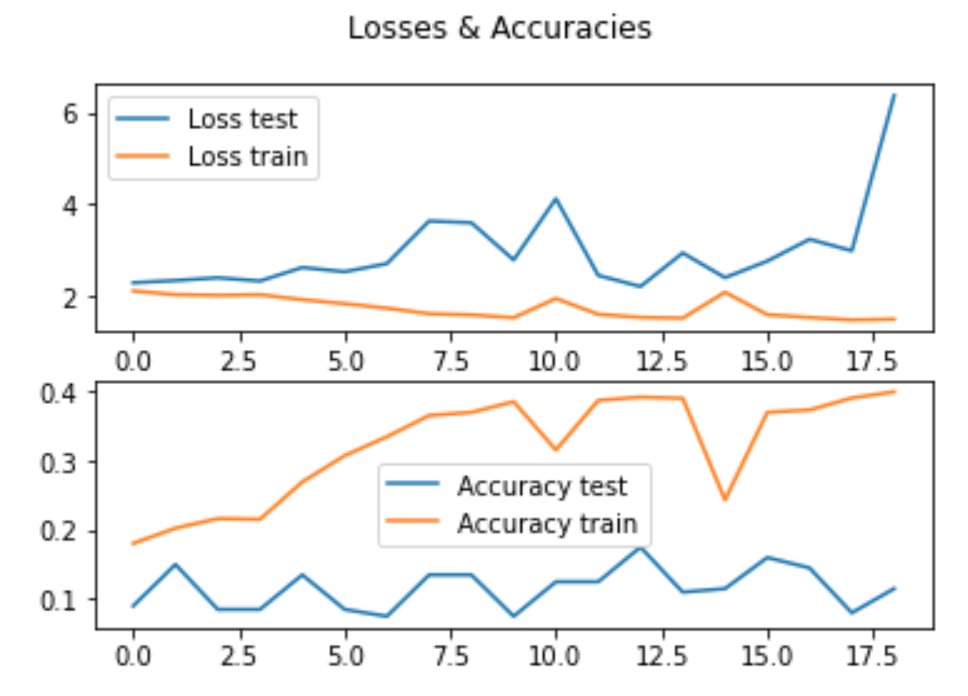 Losses & Accuracies
6
4
2
Loss test
Loss train
0.0 2.5 5.0 7.5 10.0 12.5 15.0 17.5
0.4
0.3
0.2
0.1
Accuracy test
Accuracy train
0.0 2.5 5.0 7.5 10.0 12.5 15.0 17.5